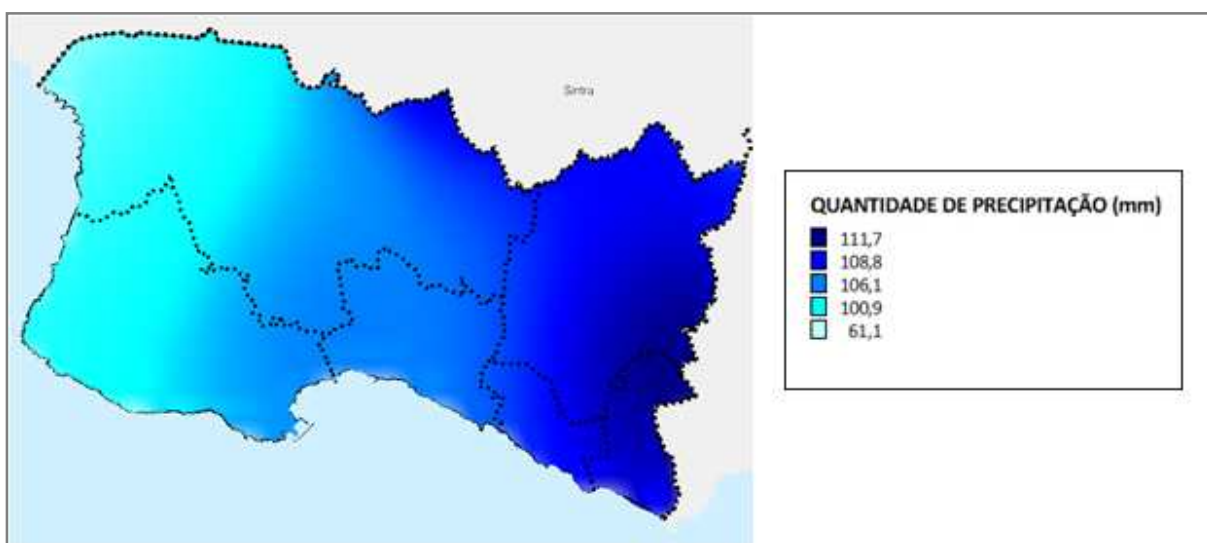 Sintra
QUANTIDADE DE PRECIPITAÇÃO (mm)
111,7
108,8
106,1
100,9
61,1